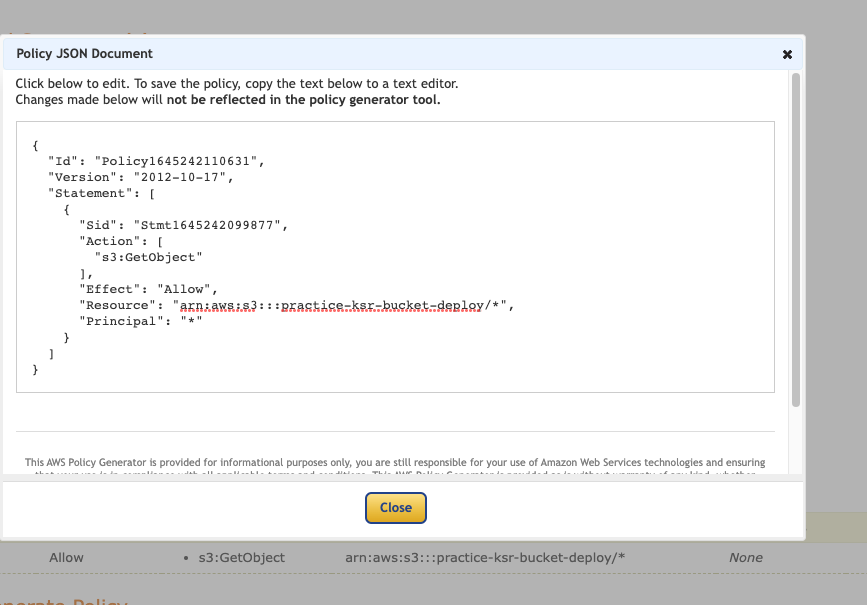 Policy JSON Document
Click below to edit. To save the policy, copy the text below to a text editor.
Changes made below will not be reflected in the policy generator tool.
{
"Id": "Policy1645242110631",
"Version": "2012-10-17",
"Statement": [
{
"Sid": "Stmt1645242099877",
"Action": [
"s3:GetObject"
],
"Effect": "Allow",
"Resource": "arn:aws:s3:::practice-ksr-bucket-deploy/*",
"Principal": "*"
}
]
}
This AWS Policy Generator is provided for informational purposes only, you are still responsible for your use of Amazon Web Services technologies and ensuring
Close
Allow • s3:GetObject arn:aws:s3:::practice-ksr-bucket-deploy/* None